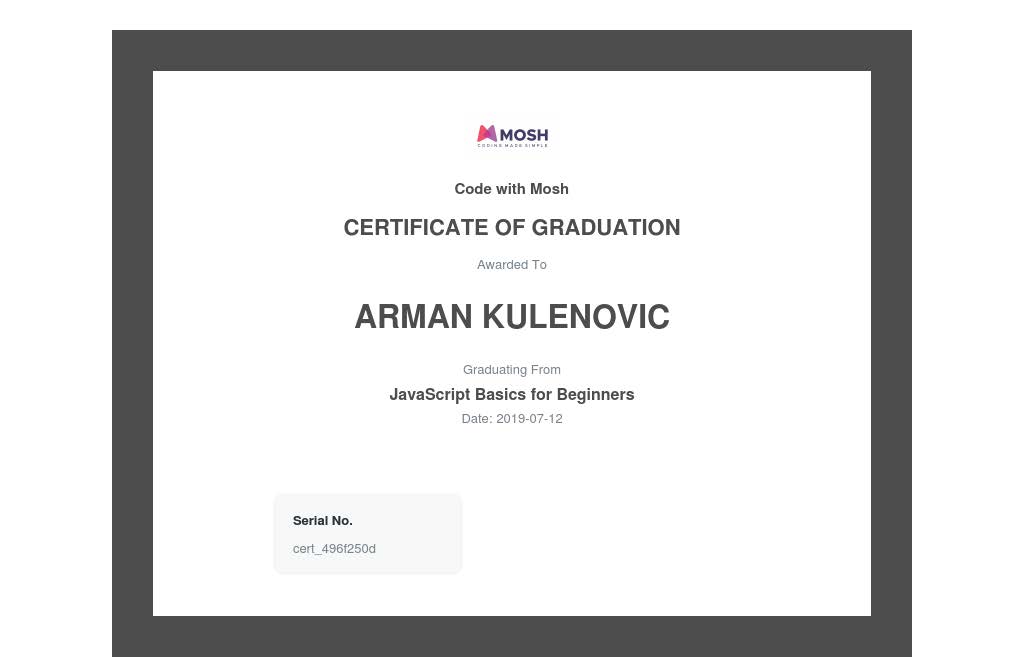 MOSH
CODING MADE SIMPLE
Code with Mosh
CERTIFICATE OF GRADUATION
Awarded To
ARMAN KULENOVIC
Graduating From
JavaScript Basics for Beginners
Date: 2019-07-12
Serial No.
cert_496f250d